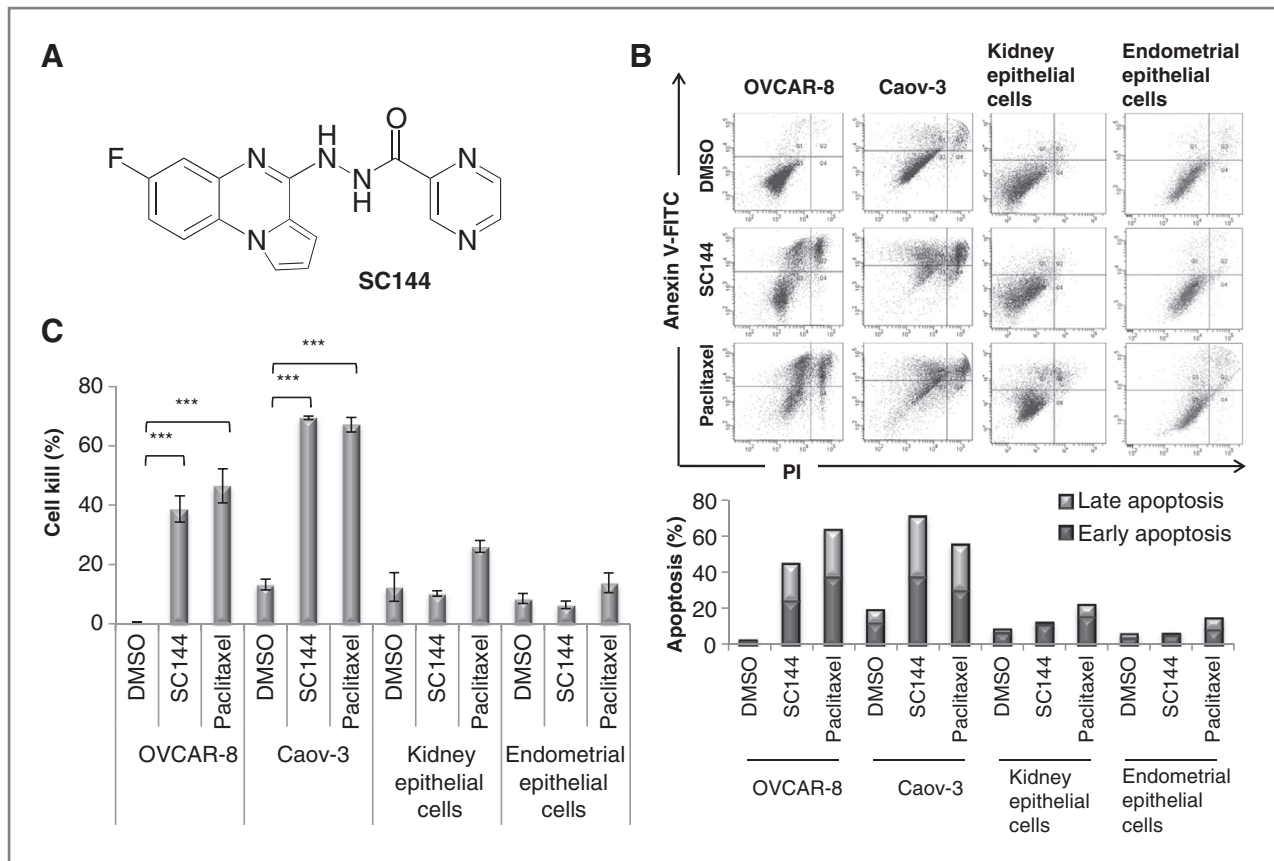 A
F
N
H
N
N
H
O
N
N
N
SC144
B
OVCAR-8
Caov-3
Kidney
epithelial
cells
Endometrial
epithelial
cells
Anexin V-FITC
DMSO
SC144
Paclitaxel
PI
C
Cell kill (%)
80
60
40
20
0
***
***
***
***
DMSO
SC144
Paclitaxel
DMSO
SC144
Paclitaxel
DMSO
SC144
Paclitaxel
DMSO
SC144
Paclitaxel
OVCAR-8
Caov-3
Kidney
epithelial
cells
Endometrial
epithelial
cells
Apoptosis (%)
80
60
40
20
0
Late apoptosis
Early apoptosis
DMSO
SC144
Paclitaxel
DMSO
SC144
Paclitaxel
DMSO
SC144
Paclitaxel
DMSO
SC144
Paclitaxel
OVCAR-8
Caov-3
Kidney
epithelial
cells
Endometrial
epithelial
cells